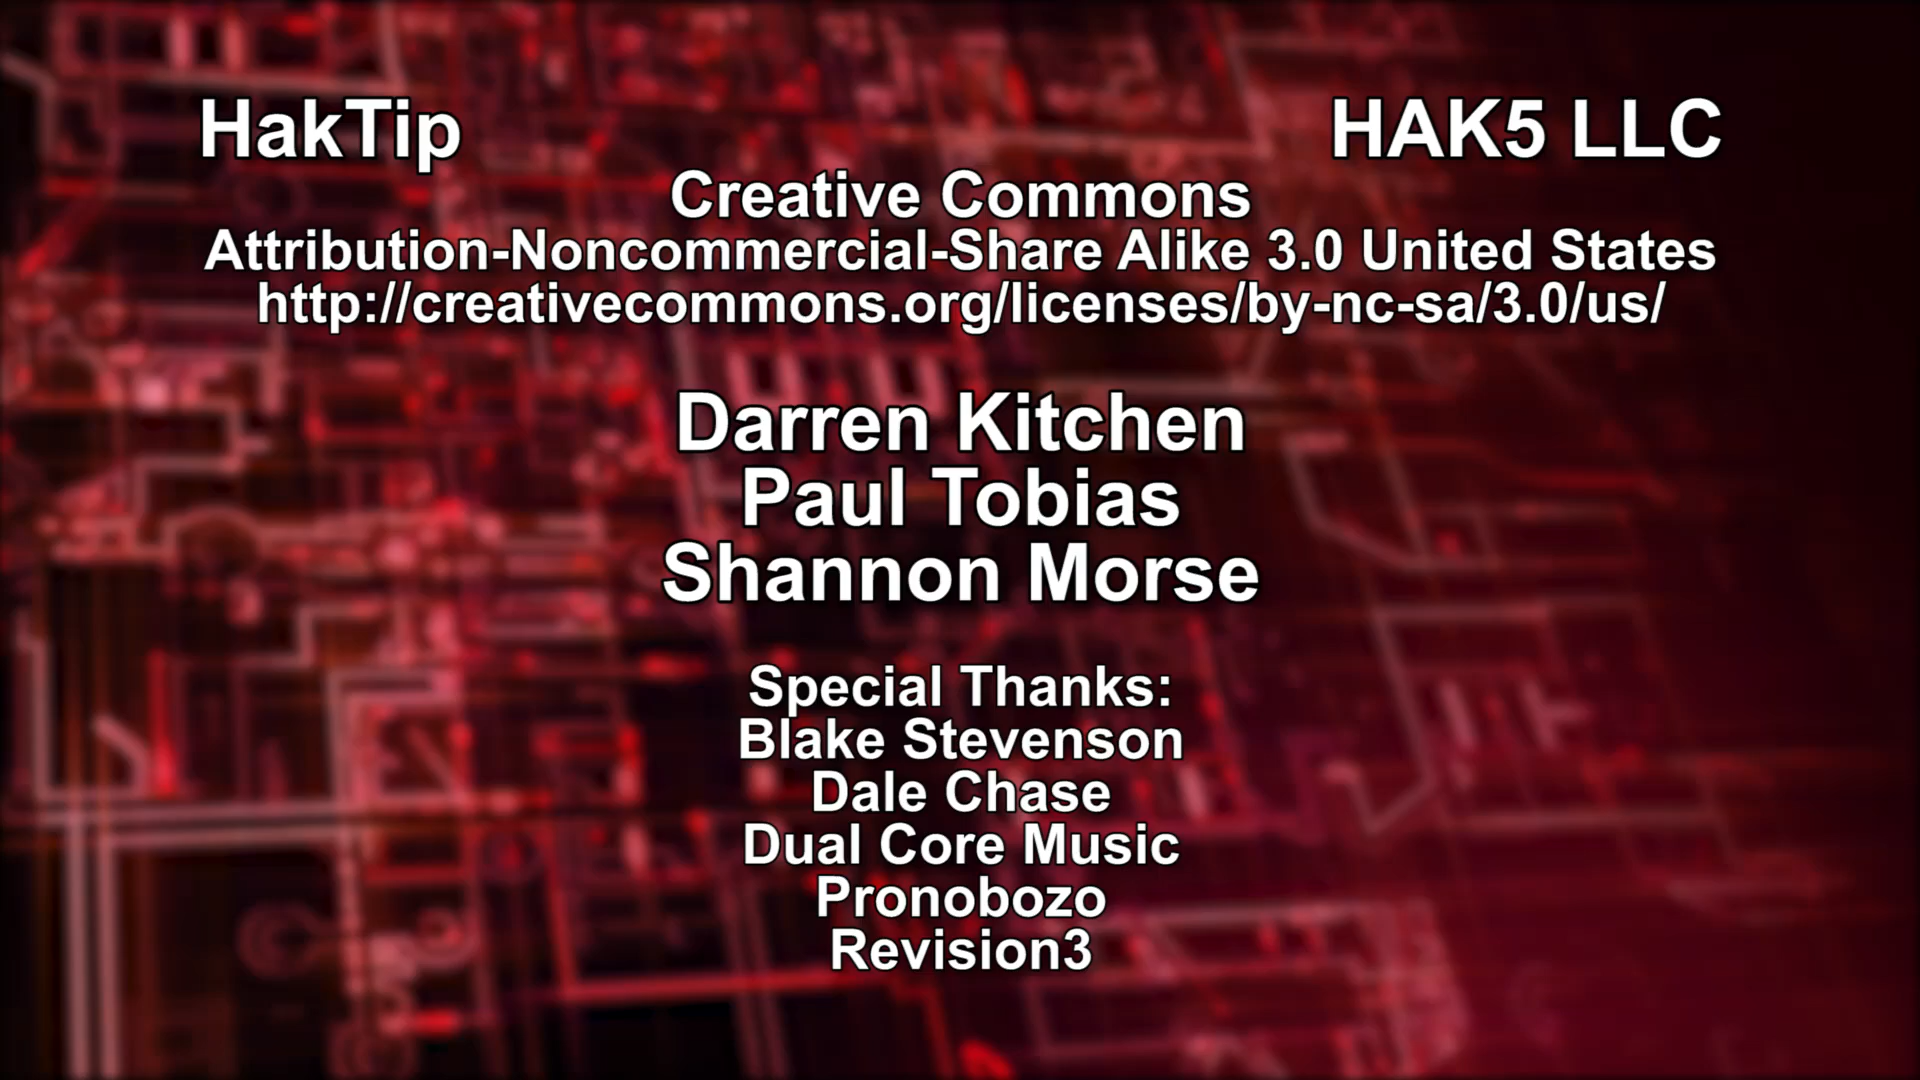 HakTip HAK5 LLC
Creative Commons
Attribution-Noncommercial-Share Alike 3.0 United States
http://creativecommons.org/licenses/by-nc-sa/3.0/us/
Darren Kitchen
Paul Tobias
Shannon Morse
Special Thanks:
Blake Stevenson
Dale Chase
Dual Core Music
Pronobozo
Revision3